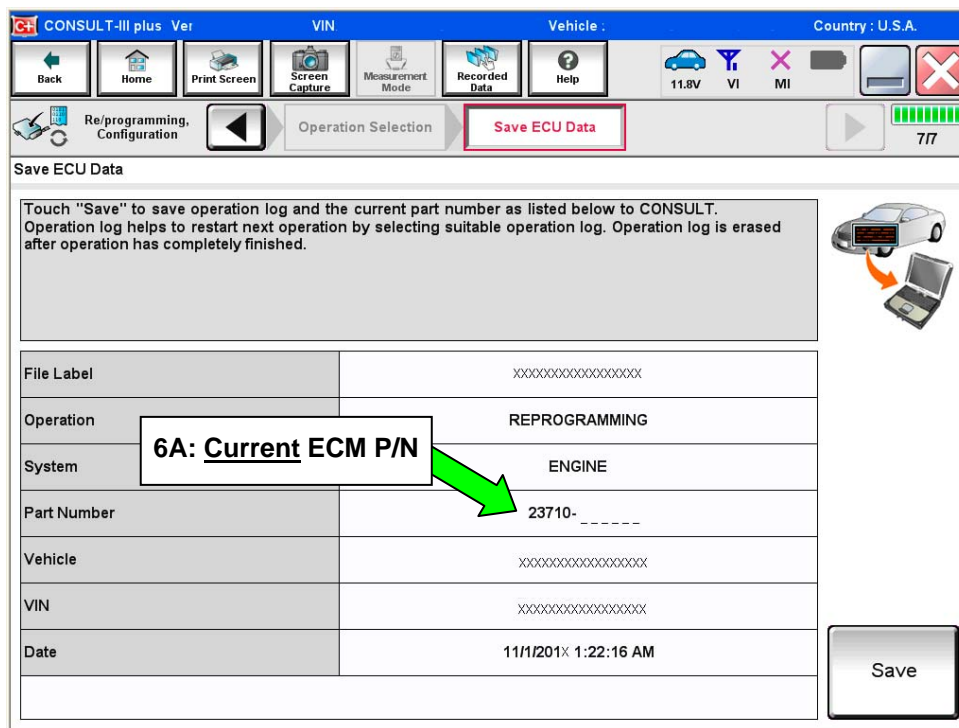 C+ CONSULT-III plus Ver VIN. Vehicle : Country : U.S.A.
Back
Home
Print Screen
Screen
Capture
Measurement
Mode
Recorded
Data
Help
11.8V
VI
MI
Re/programming,
Configuration
Operation Selection
Save ECU Data
7/7
Save ECU Data
Touch "Save" to save operation log and the current part number as listed below to CONSULT.
Operation log helps to restart next operation by selecting suitable operation log. Operation log is erased
after operation has completely finished.
File Label XXXXXXXXXXXXXXXXX
Operation REPROGRAMMING
6A: Current ECM P/N
System ENGINE
Part Number 23710- _ _ _ _ _ _
Vehicle XXXXXXXXXXXXXXXXX
VIN XXXXXXXXXXXXXXXXX
Date 11/1/201X 1:22:16 AM
Save